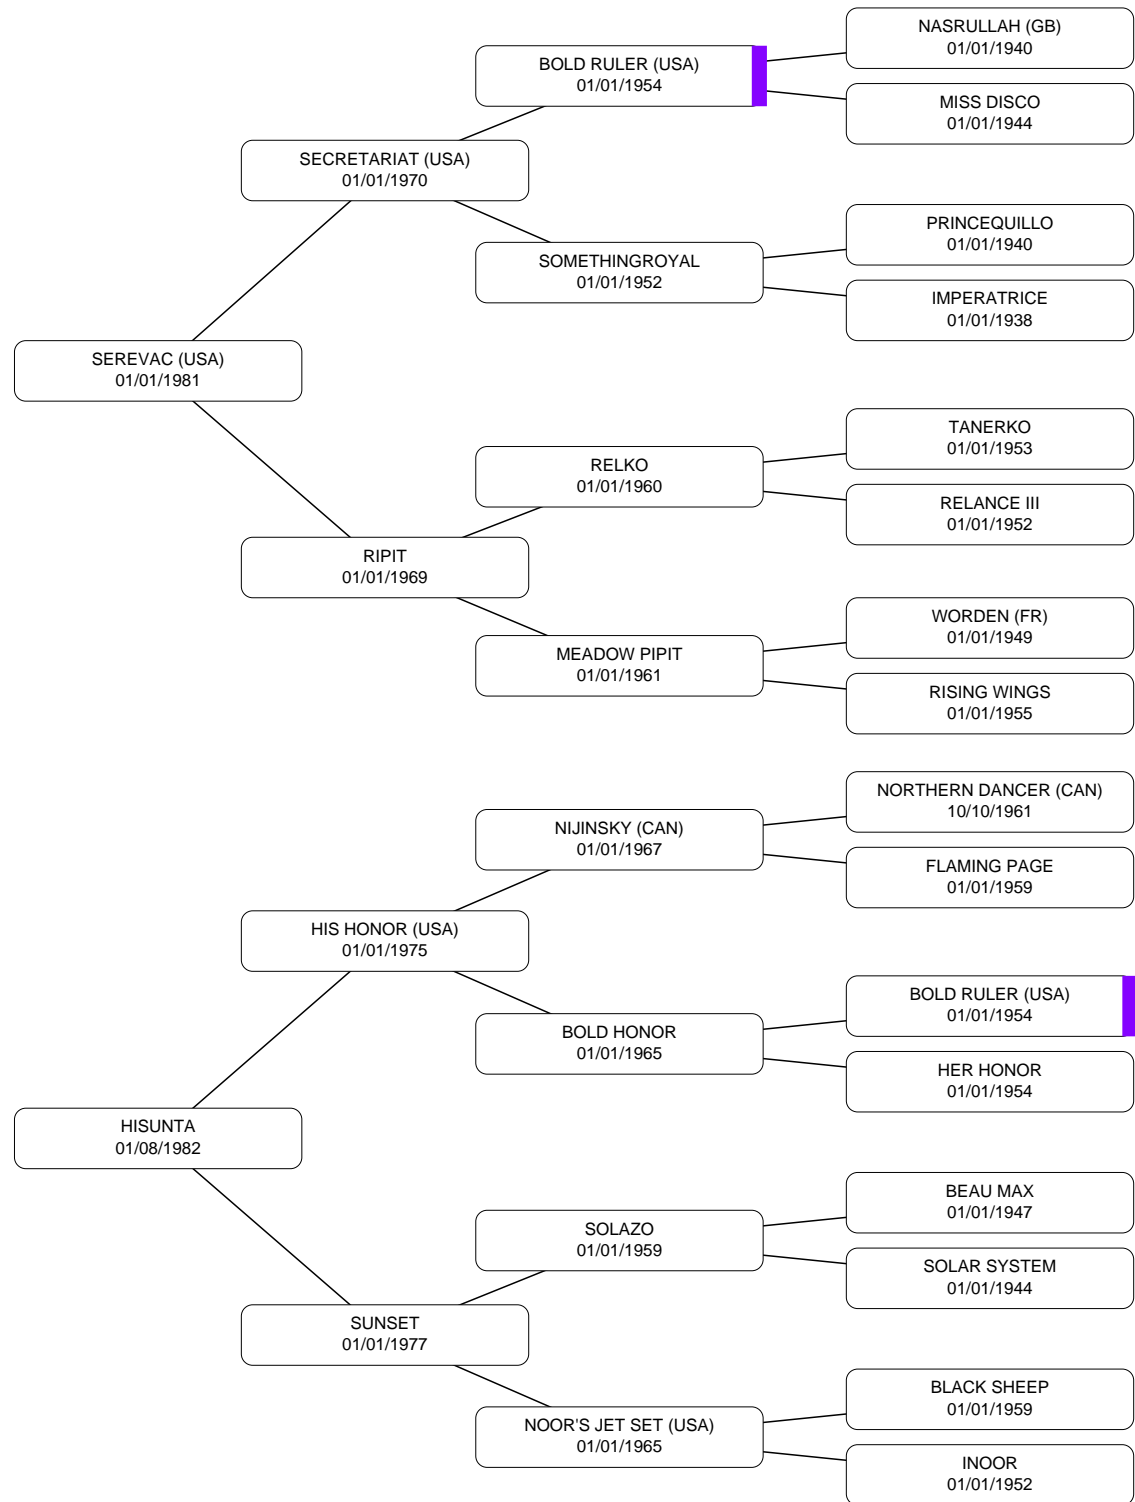 NASRULLAH (GB)
01/01/1940
BOLD RULER (USA)
01/01/1954
MISS DISCO
01/01/1944
SECRETARIAT (USA)
01/01/1970
PRINCEQUILLO
01/01/1940
SOMETHINGROYAL
01/01/1952
IMPERATRICE
01/01/1938
SEREVAC (USA)
01/01/1981
TANERKO
01/01/1953
RELKO
01/01/1960
RELANCE III
01/01/1952
RIPIT
01/01/1969
WORDEN (FR)
01/01/1949
MEADOW PIPIT
01/01/1961
RISING WINGS
01/01/1955
NORTHERN DANCER (CAN)
10/10/1961
NIJINSKY (CAN)
01/01/1967
FLAMING PAGE
01/01/1959
HIS HONOR (USA)
01/01/1975
BOLD RULER (USA)
01/01/1954
BOLD HONOR
01/01/1965
HER HONOR
01/01/1954
HISUNTA
01/08/1982
BEAU MAX
01/01/1947
SOLAZO
01/01/1959
SOLAR SYSTEM
01/01/1944
SUNSET
01/01/1977
BLACK SHEEP
01/01/1959
NOOR'S JET SET (USA)
01/01/1965
INOOR
01/01/1952